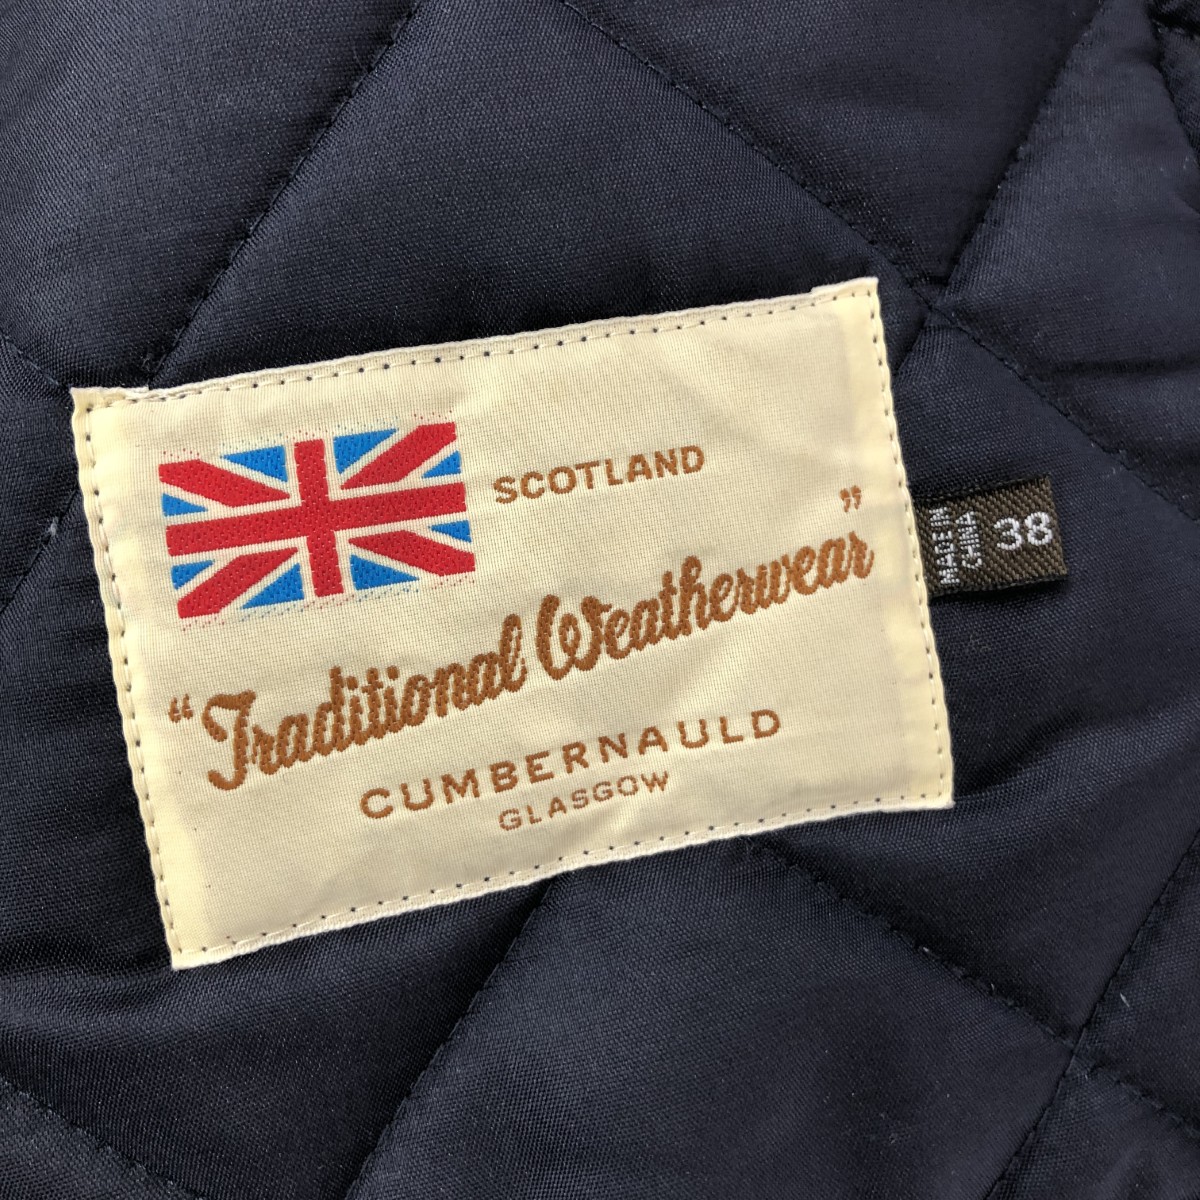 SCOTLAND
“Traditional Weatherwear”
CUMBERNAULD
GLASGOW
MADE IN
CHINA
38